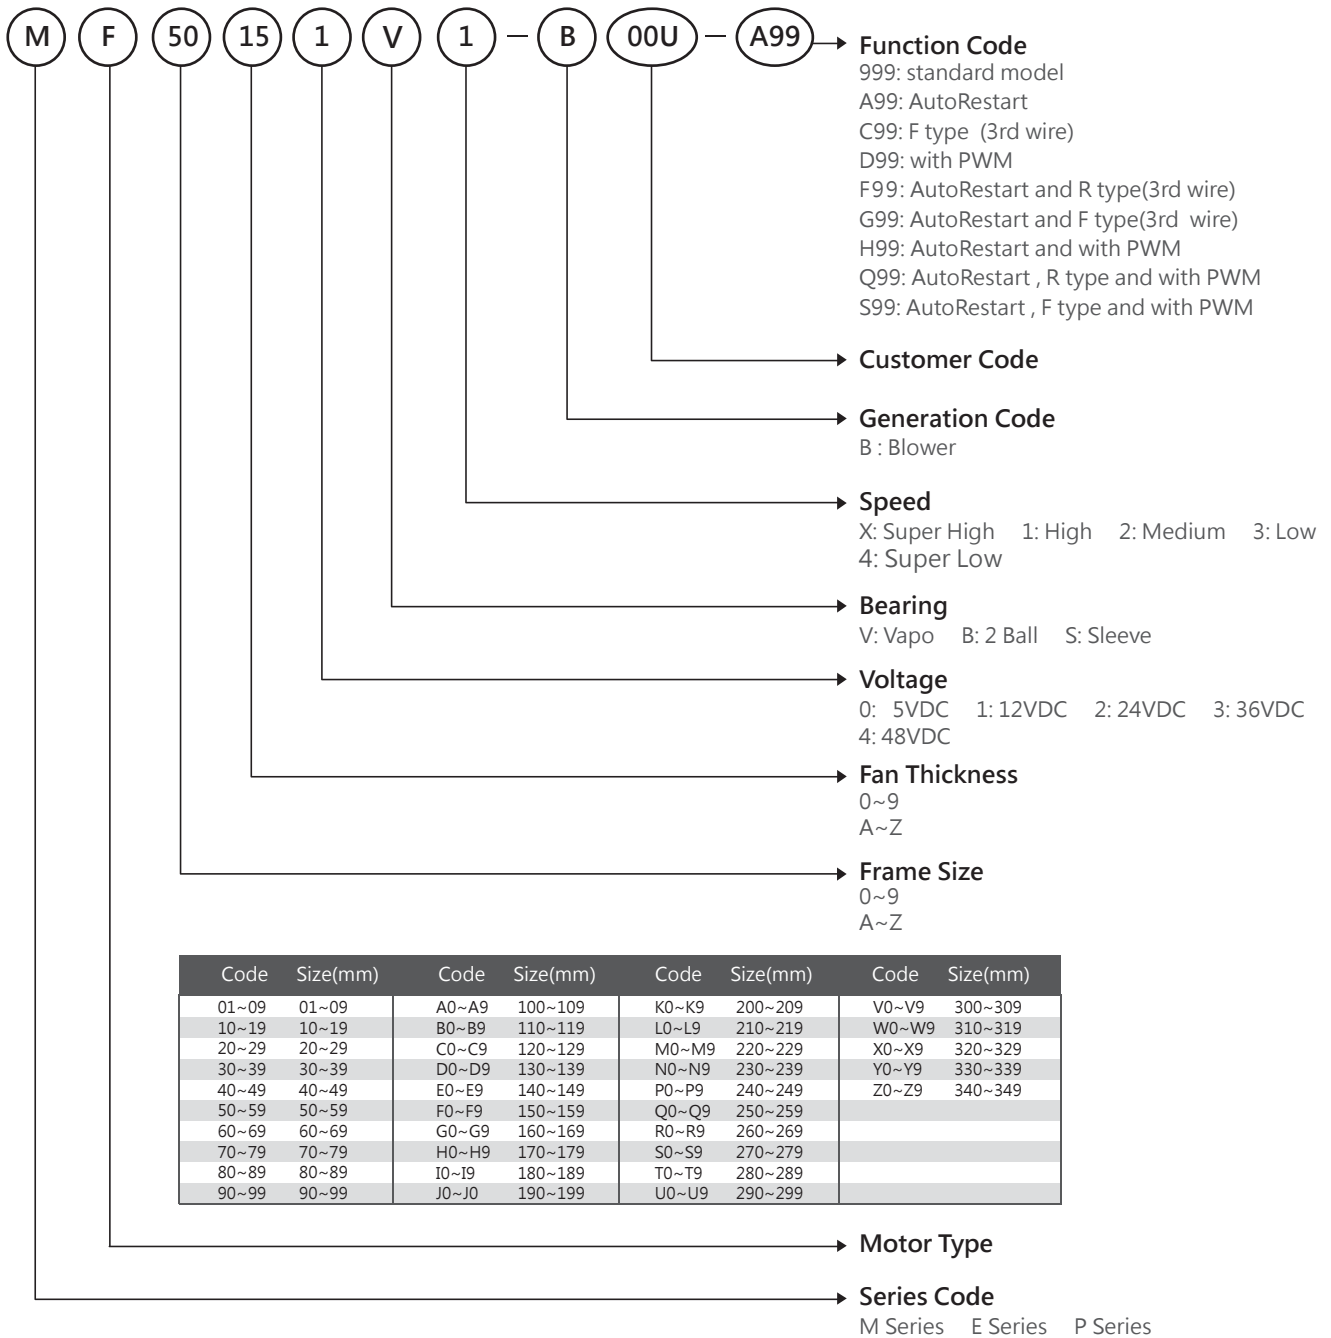 M F 50 15 1 V 1 — B 00U — A99
Function Code
999: standard model
A99: AutoRestart
C99: F type (3rd wire)
D99: with PWM
F99: AutoRestart and R type(3rd wire)
G99: AutoRestart and F type(3rd wire)
H99: AutoRestart and with PWM
Q99: AutoRestart , R type and with PWM
S99: AutoRestart , F type and with PWM
Customer Code
Generation Code
B : Blower
Speed
X: Super High 1: High 2: Medium 3: Low
4: Super Low
Bearing
V: Vapo B: 2 Ball S: Sleeve
Voltage
0: 5VDC 1: 12VDC 2: 24VDC 3: 36VDC
4: 48VDC
Fan Thickness
0~9
A~Z
Frame Size
0~9
A~Z
Code Size(mm) Code Size(mm) Code Size(mm) Code Size(mm)
01~09 01~09 A0~A9 100~109 K0~K9 200~209 V0~V9 300~309
10~19 10~19 B0~B9 110~119 L0~L9 210~219 W0~W9 310~319
20~29 20~29 C0~C9 120~129 M0~M9 220~229 X0~X9 320~329
30~39 30~39 D0~D9 130~139 N0~N9 230~239 Y0~Y9 330~339
40~49 40~49 E0~E9 140~149 P0~P9 240~249 Z0~Z9 340~349
50~59 50~59 F0~F9 150~159 Q0~Q9 250~259
60~69 60~69 G0~G9 160~169 R0~R9 260~269
70~79 70~79 H0~H9 170~179 S0~S9 270~279
80~89 80~89 I0~I9 180~189 T0~T9 280~289
90~99 90~99 J0~J0 190~199 U0~U9 290~299
Motor Type
Series Code
M Series E Series P Series